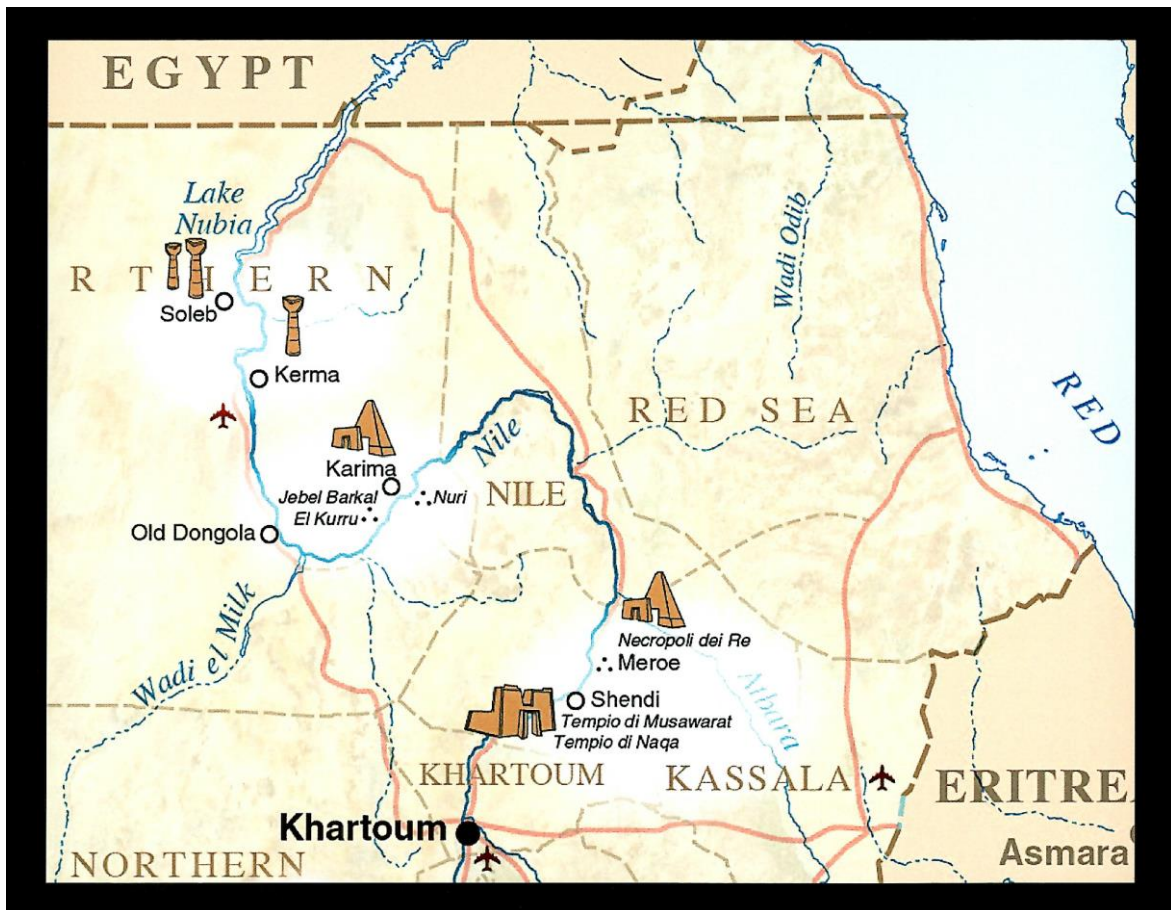 EGYPT
Lake
Nubia
Wadi Odib
RTHERN
Soleb
Kerma
RED
RED SEA
Nile
Karima
Jebel Barkal
Nuri
NILE
El Kurru
Old Dongola
Wadi el Milk
Necropoli dei Re
Meroe
Atbara
Shendi
Tempio di Musawarat
Tempio di Naqa
KHARTOUM
KASSALA
ERITRE
Khartoum
Asmara
NORTHERN